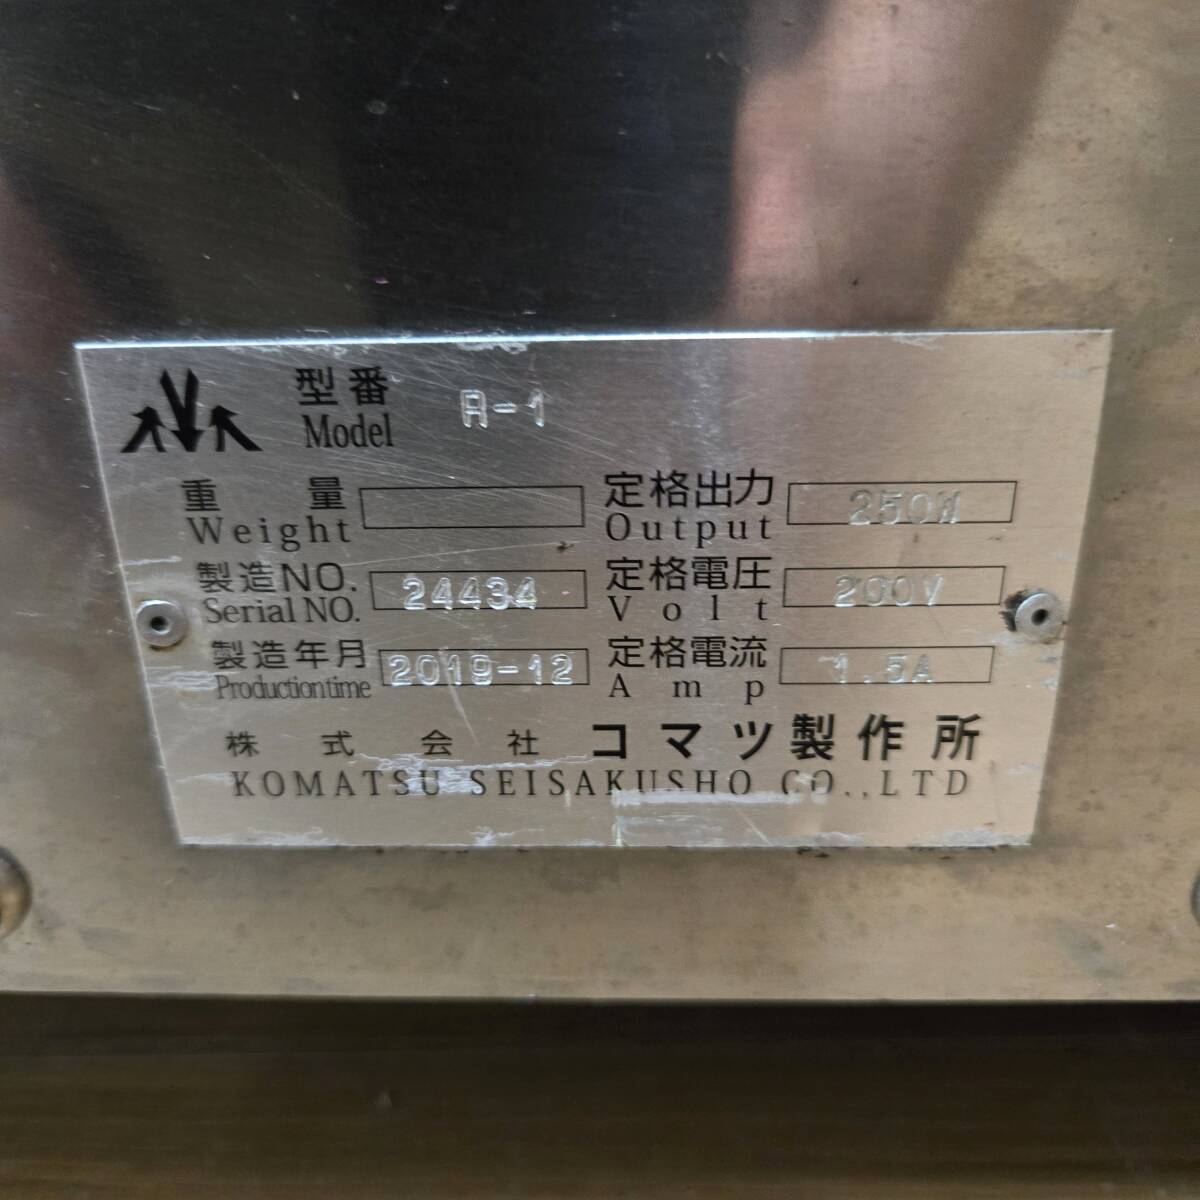 型番 R-1
Model
重量 定格出力 250W
Weight Output
製造NO. 24434 定格電圧 200V
Serial NO. Volt
製造年月 2019-12 定格電流 1.5A
Productiontime Amp
株式会社 コマツ製作所
KOMATSU SEISAKUSHO CO.,LTD